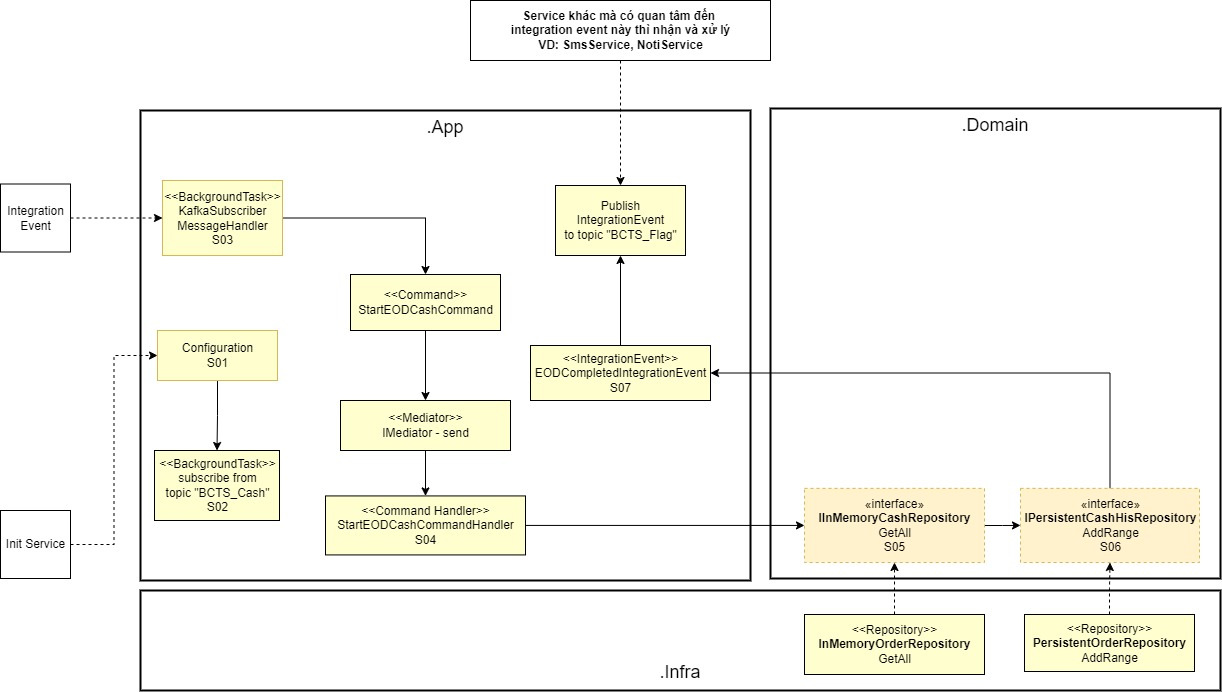 Service khác mà có quan tâm đến
integration event này thì nhận và xử lý
VD: SmsService, NotiService
.App
.Domain
Integration
Event
<<BackgroundTask>>
KafkaSubscriber
MessageHandler
S03
Publish
IntegrationEvent
to topic "BCTS_Flag"
<<Command>>
StartEODCashCommand
Configuration
S01
<<IntegrationEvent>>
EODCompletedIntegrationEvent
S07
<<Mediator>>
IMediator - send
<<BackgroundTask>>
subscribe from
topic "BCTS_Cash"
S02
<<Command Handler>>
StartEODCashCommandHandler
S04
«interface»
IInMemoryCashRepository
GetAll
S05
«interface»
IPersistentCashHisRepository
AddRange
S06
Init Service
<<Repository>>
InMemoryOrderRepository
GetAll
<<Repository>>
PersistentOrderRepository
AddRange
.Infra